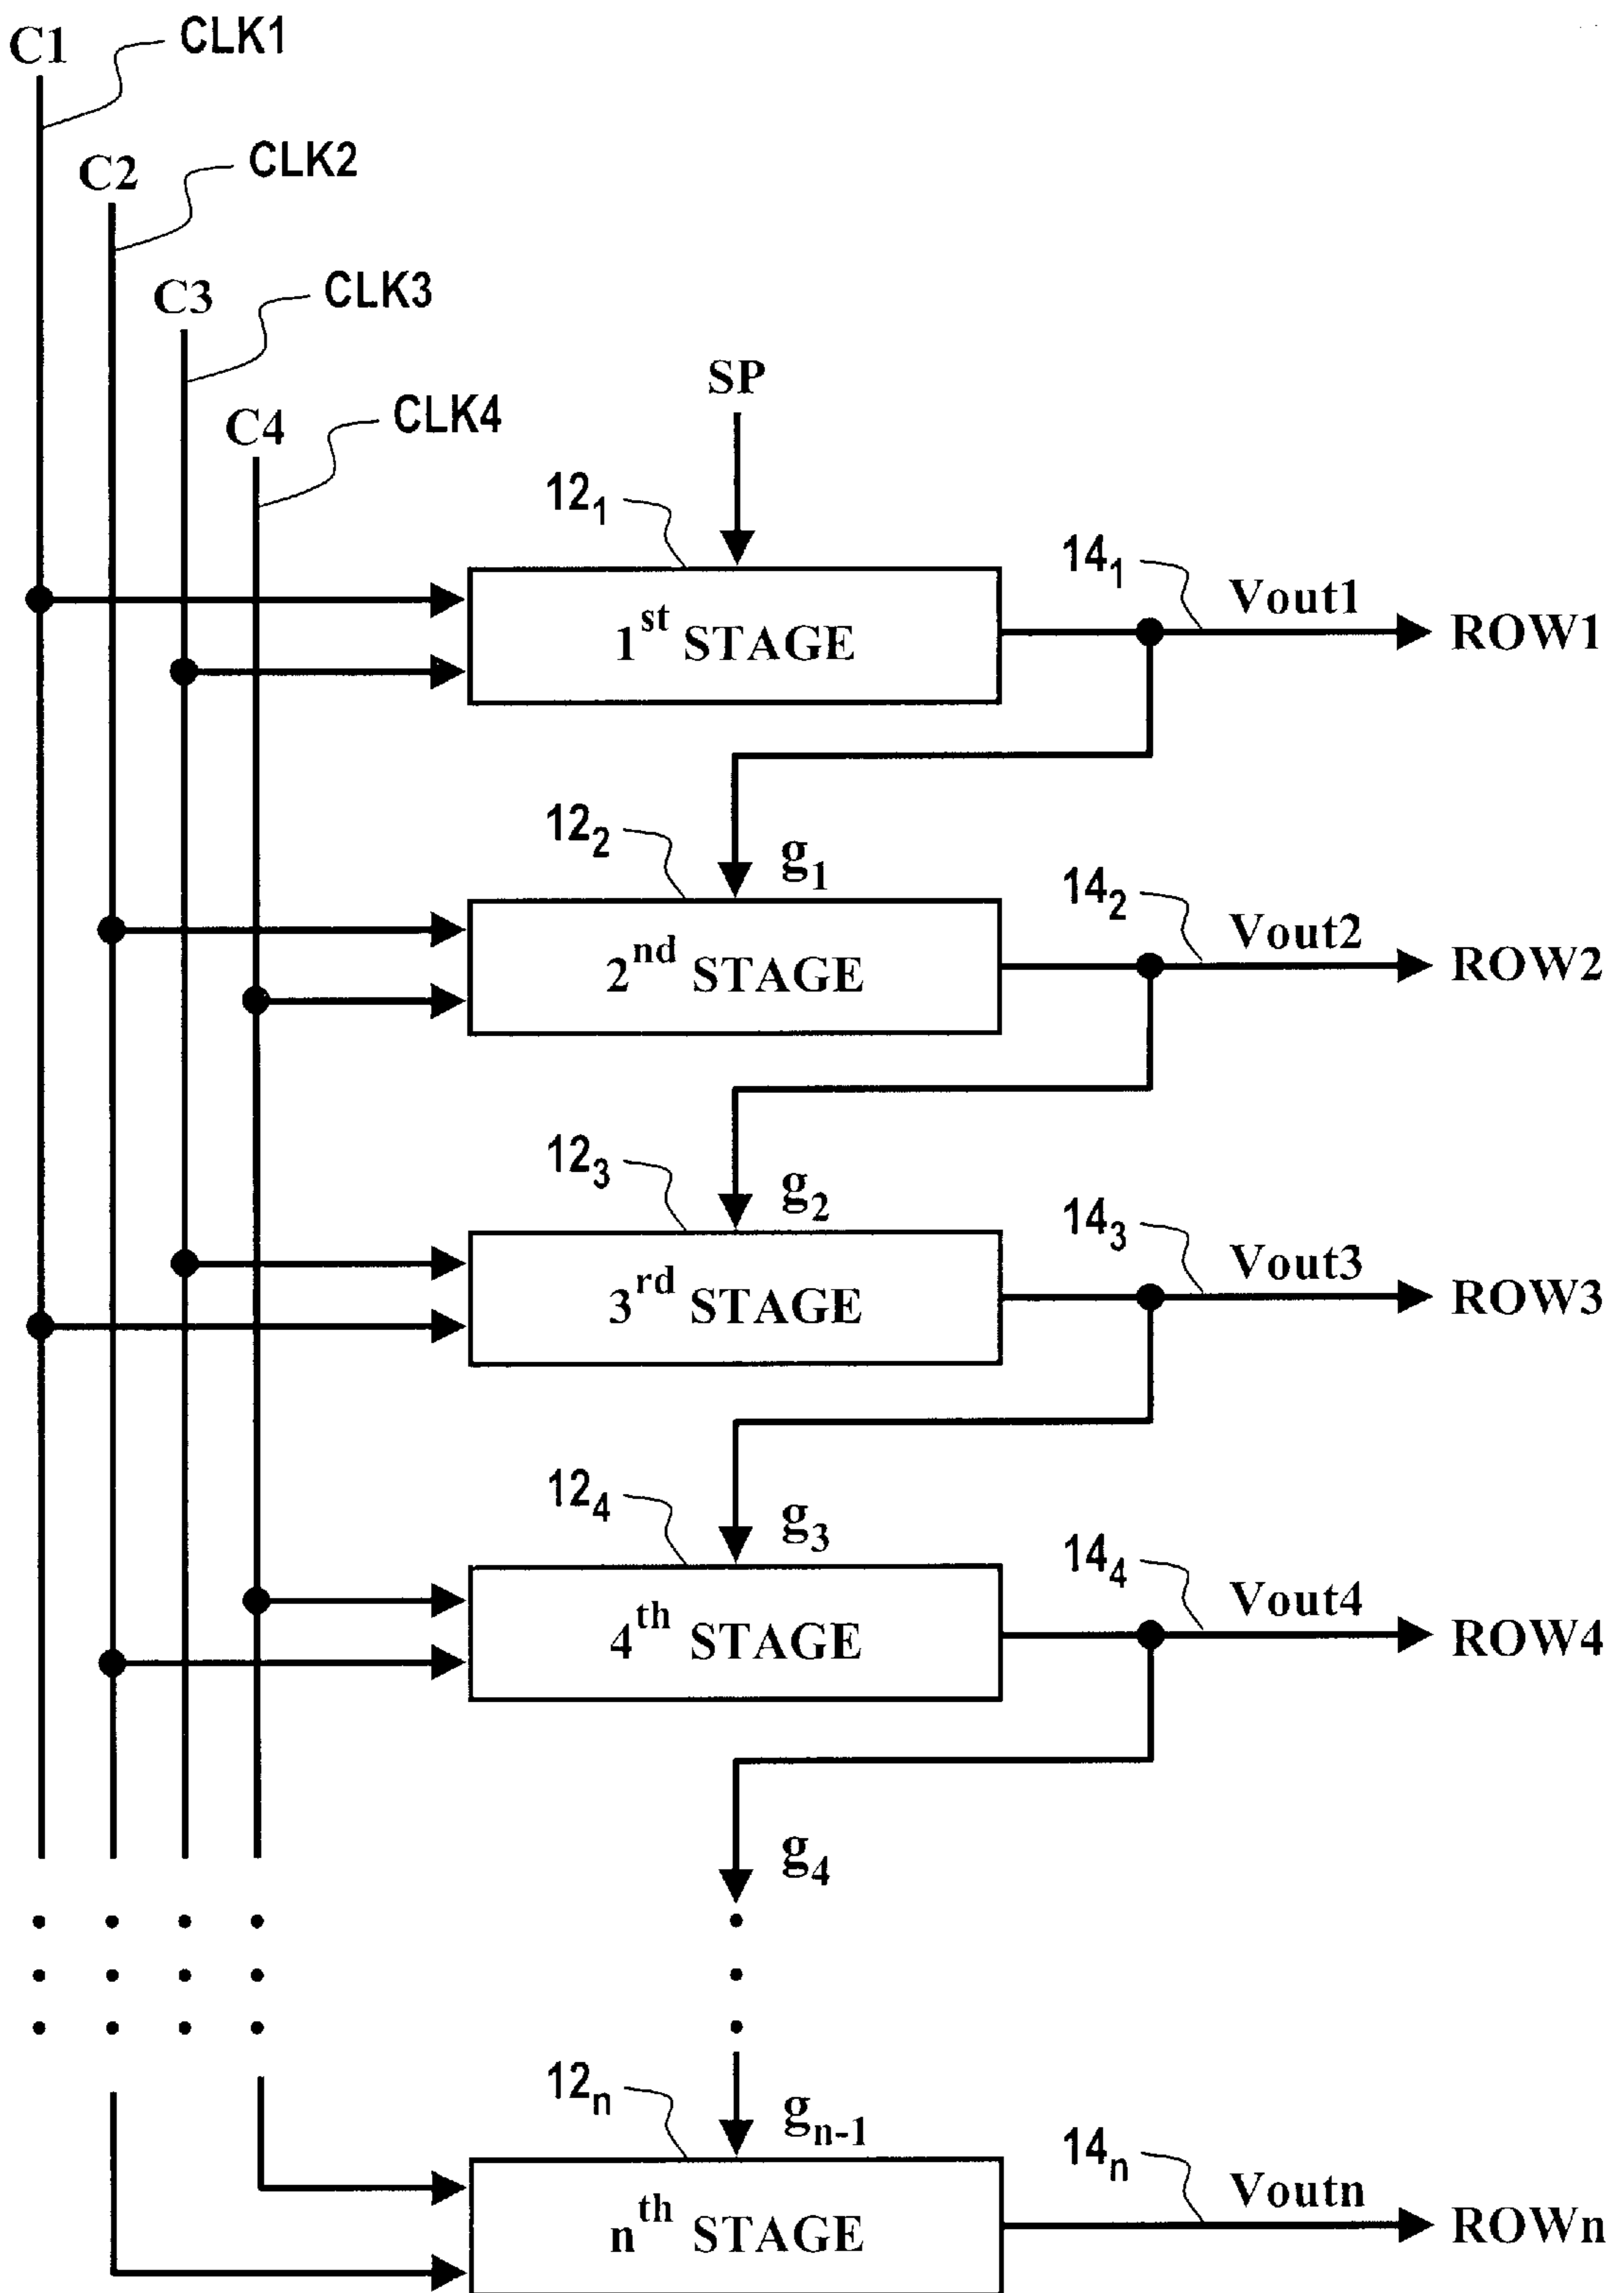 C1
CLK1
C2
CLK2
C3
CLK3
C4
CLK4
SP
12₁
14₁
Vout1
1ˢᵗ STAGE
ROW1
12₂
g₁
14₂
Vout2
2ⁿᵈ STAGE
ROW2
12₃
g₂
14₃
Vout3
3ʳᵈ STAGE
ROW3
12₄
g₃
14₄
Vout4
4ᵗʰ STAGE
ROW4
g₄
12ₙ
gₙ₋₁
14ₙ
Voutn
nᵗʰ STAGE
ROWn